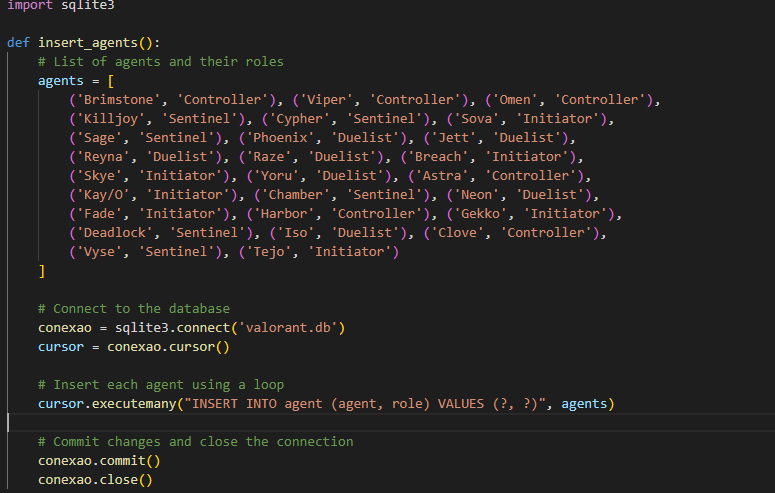 import sqlite3
def insert_agents():
# List of agents and their roles
agents = [
('Brimstone', 'Controller'), ('Viper', 'Controller'), ('Omen', 'Controller'),
('Killjoy', 'Sentinel'), ('Cypher', 'Sentinel'), ('Sova', 'Initiator'),
('Sage', 'Sentinel'), ('Phoenix', 'Duelist'), ('Jett', 'Duelist'),
('Reyna', 'Duelist'), ('Raze', 'Duelist'), ('Breach', 'Initiator'),
('Skye', 'Initiator'), ('Yoru', 'Duelist'), ('Astra', 'Controller'),
('Kay/O', 'Initiator'), ('Chamber', 'Sentinel'), ('Neon', 'Duelist'),
('Fade', 'Initiator'), ('Harbor', 'Controller'), ('Gekko', 'Initiator'),
('Deadlock', 'Sentinel'), ('Iso', 'Duelist'), ('Clove', 'Controller'),
('Vyse', 'Sentinel'), ('Tejo', 'Initiator')
]
# Connect to the database
conexao = sqlite3.connect('valorant.db')
cursor = conexao.cursor()
# Insert each agent using a loop
cursor.executemany("INSERT INTO agent (agent, role) VALUES (?, ?)", agents)
# Commit changes and close the connection
conexao.commit()
conexao.close()